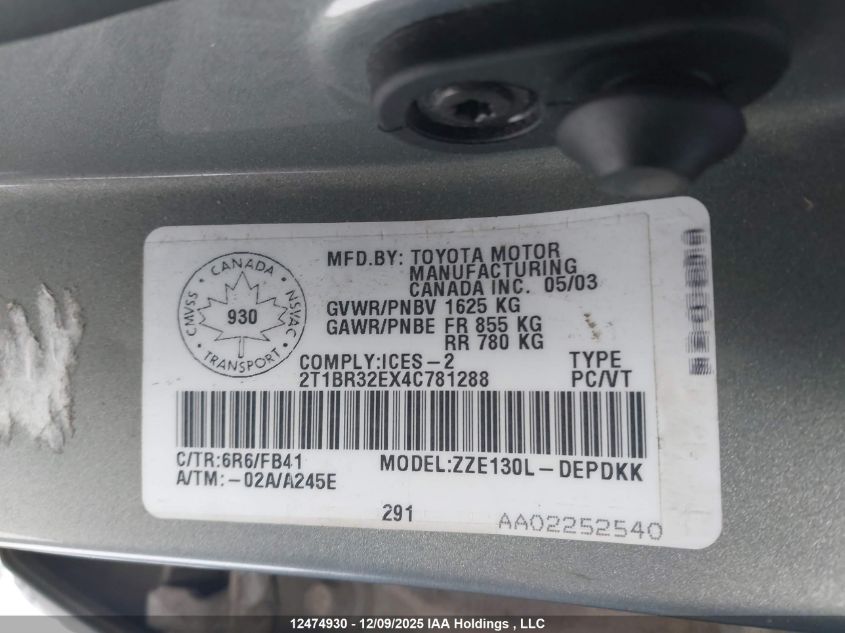 CMVSS · CANADA · NSVAC · TRANSPORT ·
930
MFD.BY: TOYOTA MOTOR
MANUFACTURING
CANADA INC. 05/03
GVWR/PNBV 1625 KG
GAWR/PNBE FR 855 KG
RR 780 KG
COMPLY:ICES-2 TYPE
2T1BR32EX4C781288 PC/VT
C/TR:6R6/FB41 MODEL:ZZE130L-DEPDKK
A/TM:-02A/A245E
291 AA02252540
12474930 - 12/09/2025 IAA Holdings , LLC